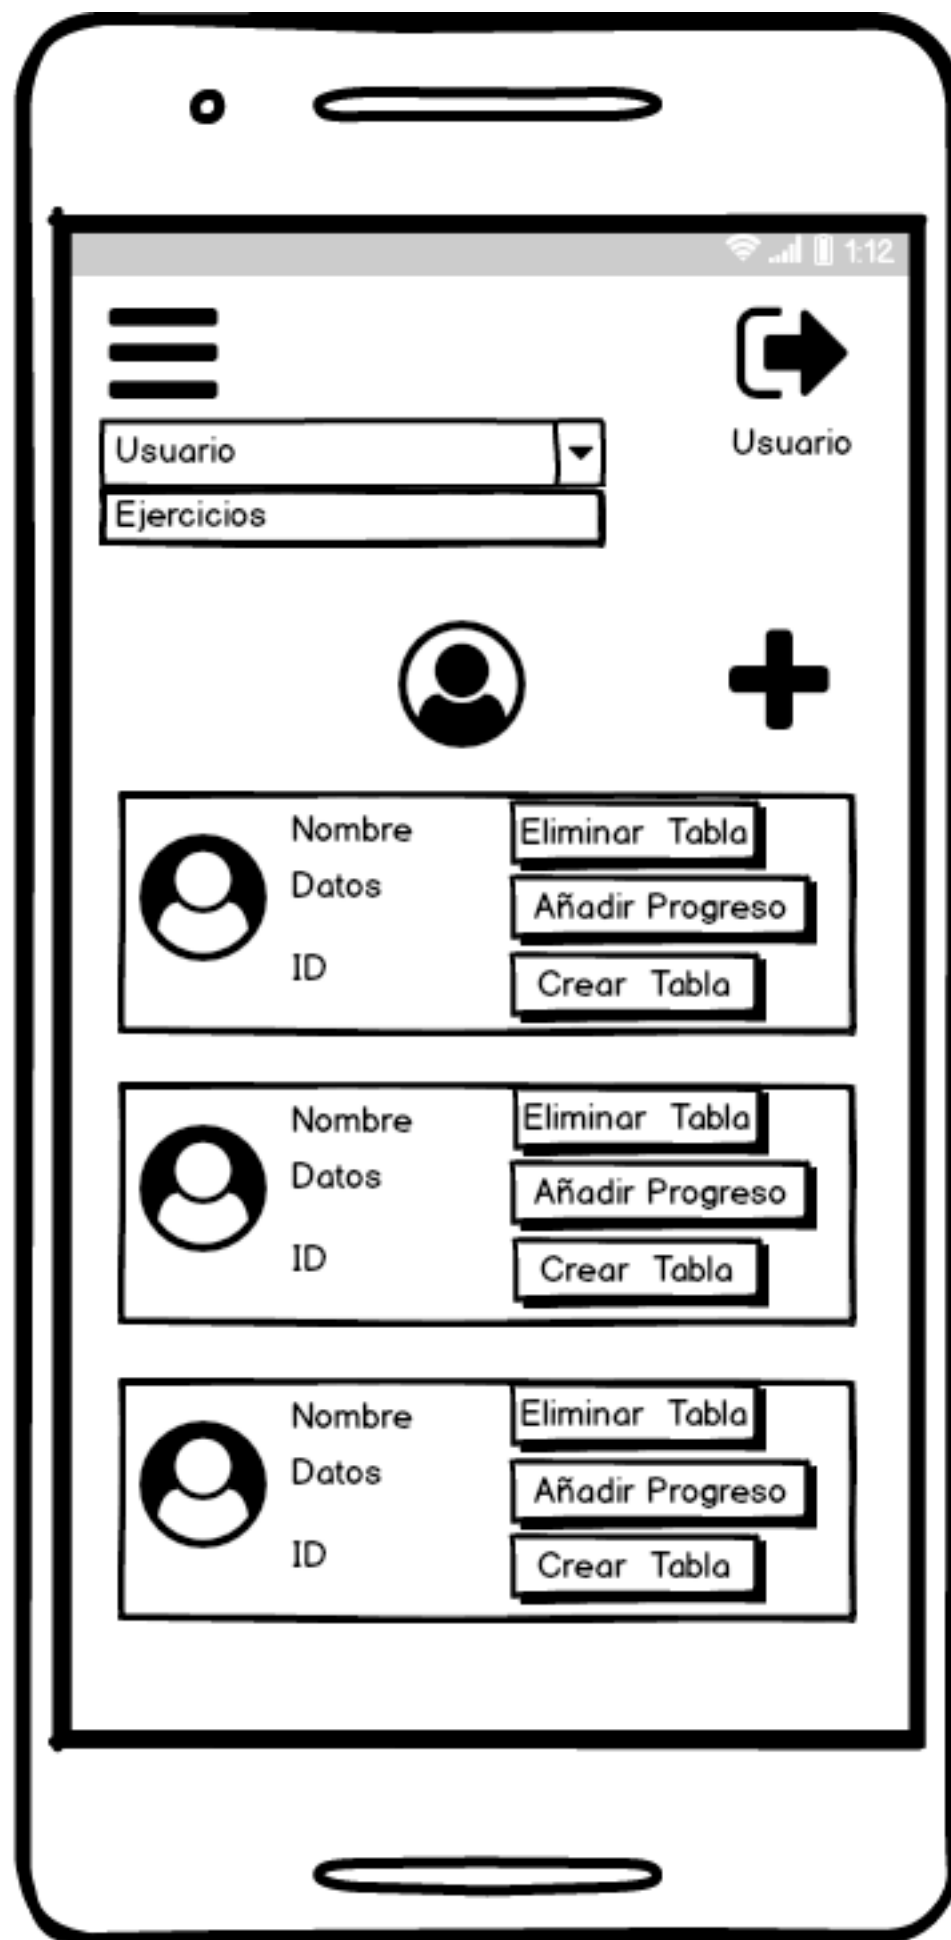 1:12
Usuario
Usuario
Ejercicios
Nombre
Eliminar Tabla
Datos
Añadir Progreso
ID
Crear Tabla
Nombre
Eliminar Tabla
Datos
Añadir Progreso
ID
Crear Tabla
Nombre
Eliminar Tabla
Datos
Añadir Progreso
ID
Crear Tabla